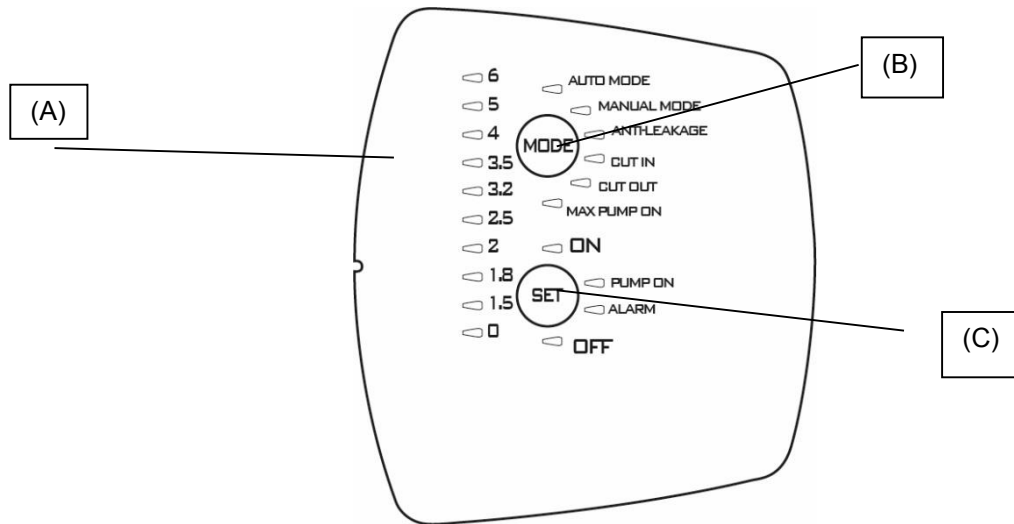 (A)
6
5
4
3.5
3.2
2.5
2
1.8
1.5
0
AUTO MODE
MANUAL MODE
ANTI-LEAKAGE
MODE
CUT IN
CUT OUT
MAX PUMP ON
ON
PUMP ON
SET
ALARM
OFF
(B)
(C)